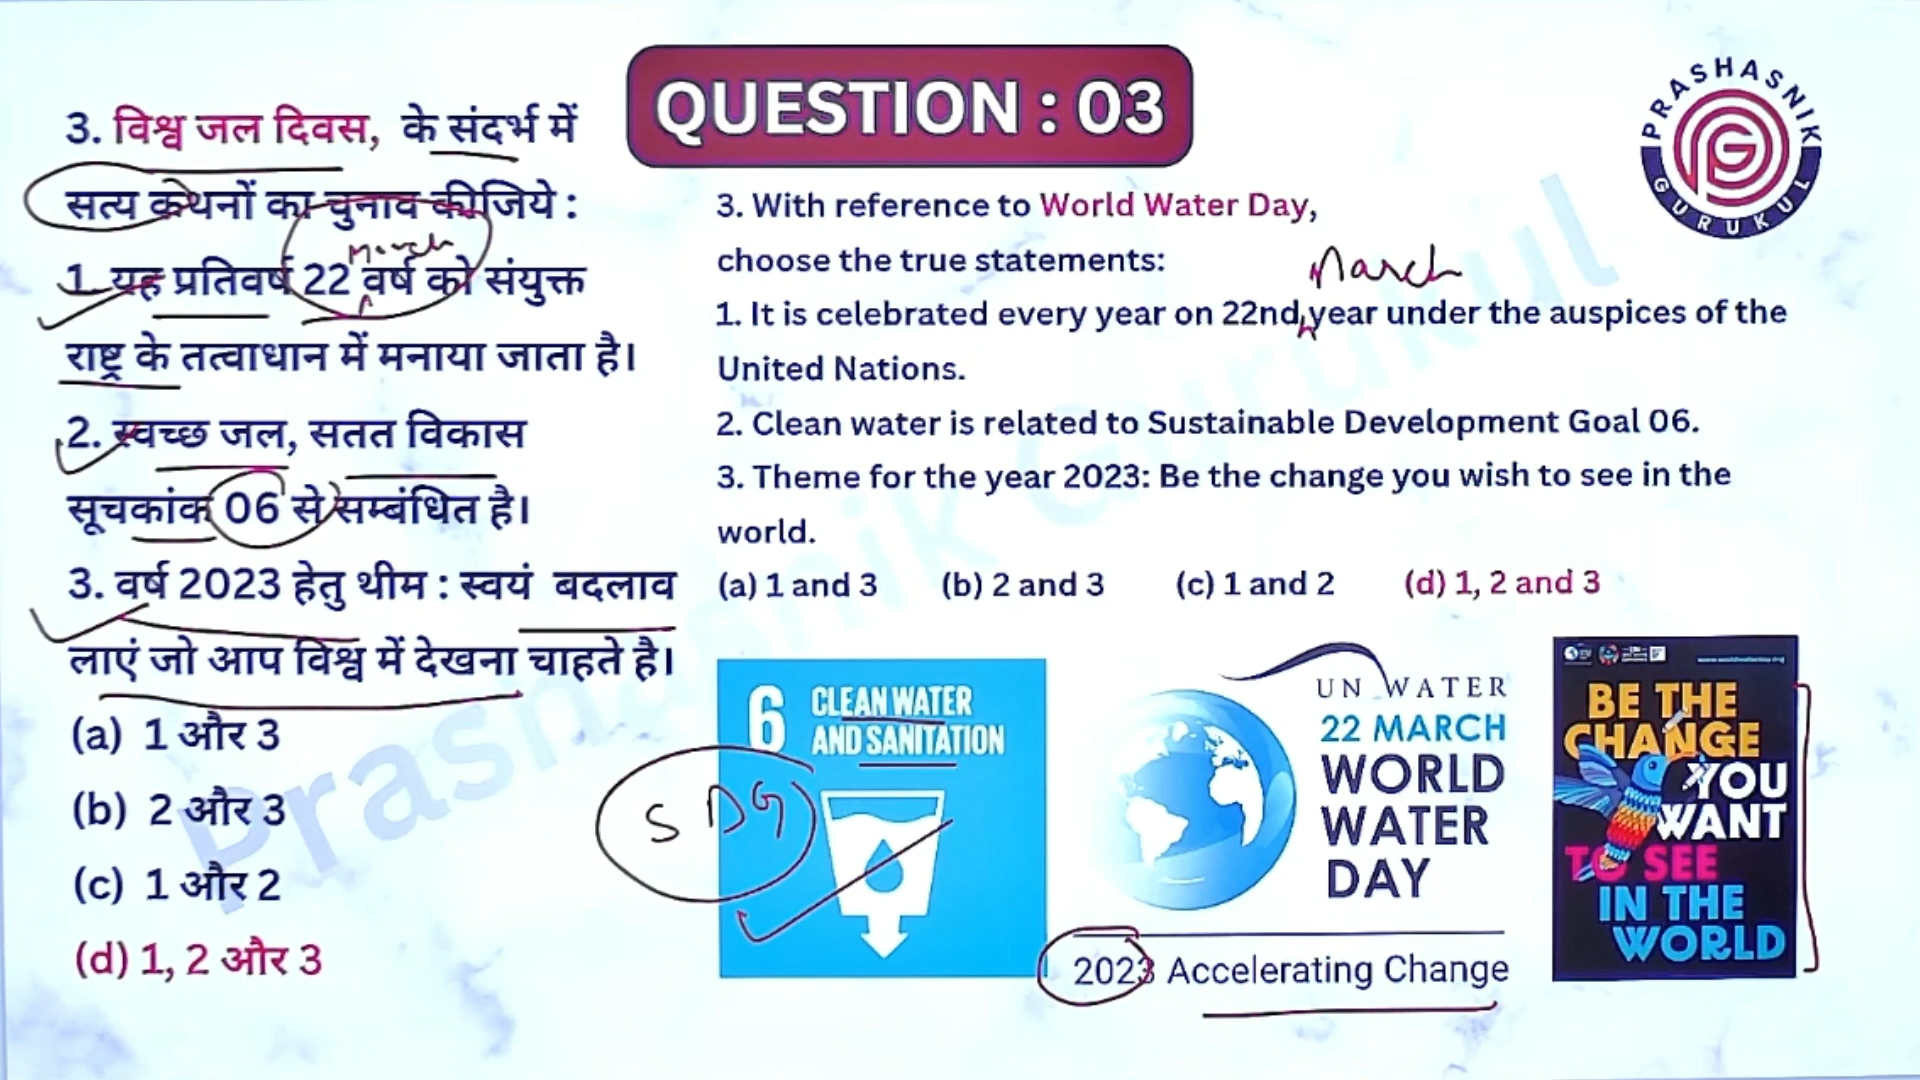 QUESTION : 03
PRASHASNIK
GURUKUL
PG
3. विश्व जल दिवस, के संदर्भ में
सत्य कथनों का चुनाव कीजिये :
March
1. यह प्रतिवर्ष 22 वर्ष को संयुक्त
राष्ट्र के तत्वाधान में मनाया जाता है।
2. स्वच्छ जल, सतत विकास
सूचकांक 06 से सम्बंधित है।
3. वर्ष 2023 हेतु थीम : स्वयं बदलाव
लाएं जो आप विश्व में देखना चाहते है।
(a) 1 और 3
(b) 2 और 3
(c) 1 और 2
(d) 1, 2 और 3
3. With reference to World Water Day,
choose the true statements:
March
1. It is celebrated every year on 22nd year under the auspices of the
United Nations.
2. Clean water is related to Sustainable Development Goal 06.
3. Theme for the year 2023: Be the change you wish to see in the
world.
(a) 1 and 3 (b) 2 and 3 (c) 1 and 2 (d) 1, 2 and 3
6 CLEAN WATER
AND SANITATION
SDG
UN WATER
22 MARCH
WORLD
WATER
DAY
2023 Accelerating Change
BE THE
CHANGE
YOU
WANT
TO SEE
IN THE
WORLD
Prashasnik Gurukul